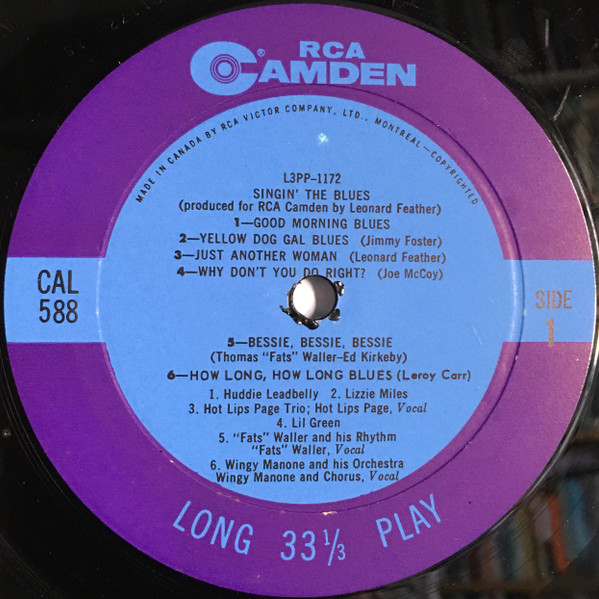 RCA
CAMDEN
®
MADE IN CANADA BY RCA VICTOR COMPANY, LTD., MONTREAL—COPYRIGHTED
L3PP–1172
SINGIN' THE BLUES
(produced for RCA Camden by Leonard Feather)
1—GOOD MORNING BLUES
2—YELLOW DOG GAL BLUES (Jimmy Foster)
3—JUST ANOTHER WOMAN (Leonard Feather)
4—WHY DON'T YOU DO RIGHT? (Joe McCoy)
CAL
588
SIDE
1
5—BESSIE, BESSIE, BESSIE
(Thomas "Fats" Waller-Ed Kirkeby)
6—HOW LONG, HOW LONG BLUES (Leroy Carr)
1. Huddie Leadbelly 2. Lizzie Miles
3. Hot Lips Page Trio; Hot Lips Page, Vocal
4. Lil Green
5. "Fats" Waller and his Rhythm
"Fats" Waller, Vocal
6. Wingy Manone and his Orchestra
Wingy Manone and Chorus, Vocal
LONG 33 1/3 PLAY